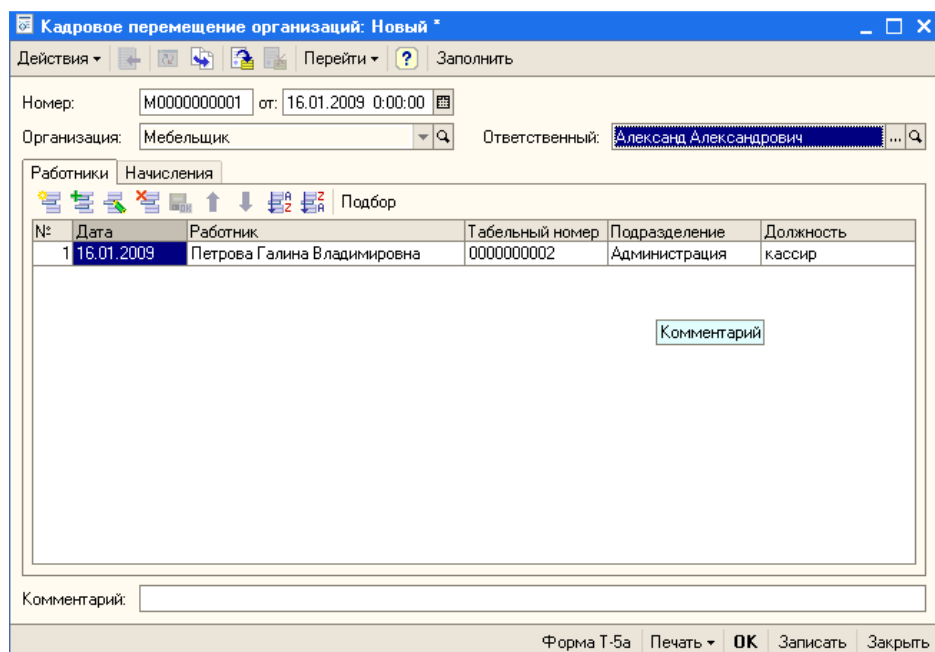 Кадровое перемещение организаций: Новый *
Действия Перейти ? Заполнить
Номер: М0000000001 от: 16.01.2009 0:00:00
Организация: Мебельщик Ответственный: Александ Александрович ...
Работники Начисления
Подбор
№ Дата Работник Табельный номер Подразделение Должность
1 16.01.2009 Петрова Галина Владимировна 0000000002 Администрация кассир
Комментарий
Комментарий:
Форма Т-5а Печать OK Записать Закрыть